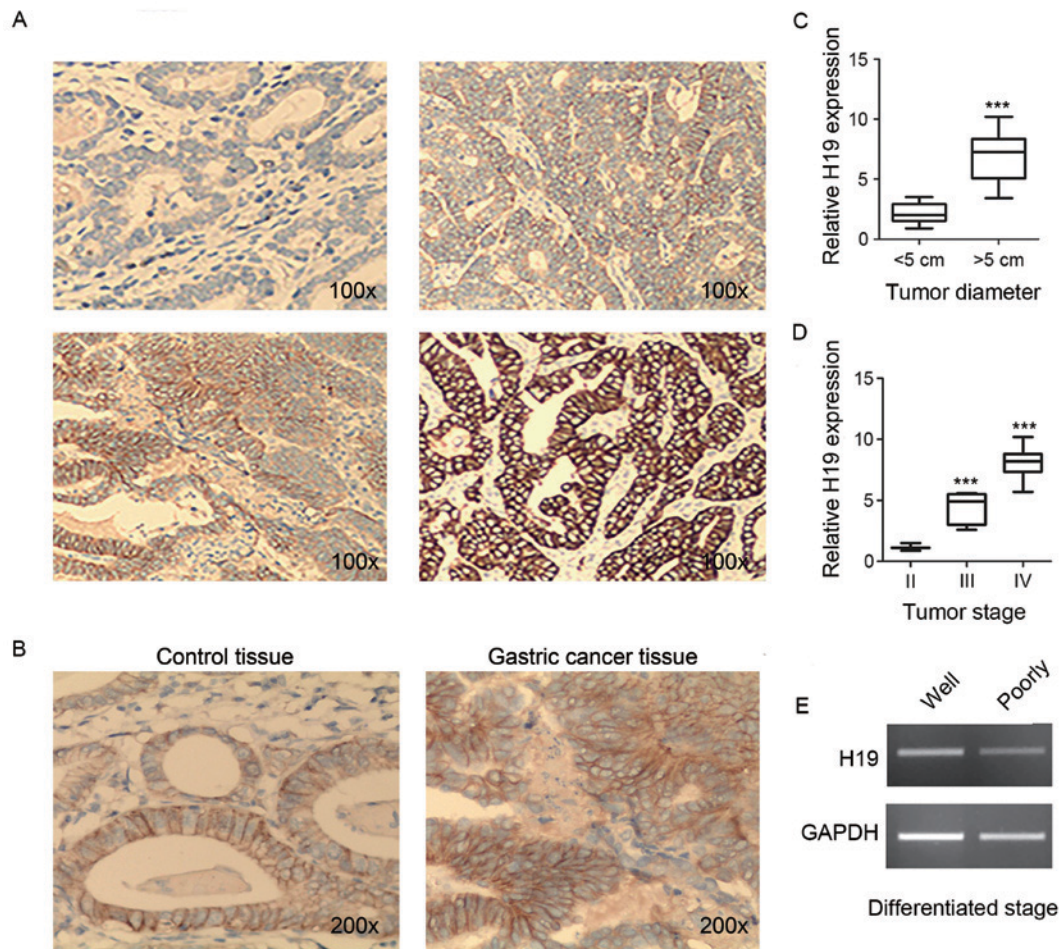 A
100x
100x
100x
100x
B
Control tissue
Gastric cancer tissue
200x
200x
C
Relative H19 expression
15
10
5
0
***
<5 cm
>5 cm
Tumor diameter
D
Relative H19 expression
15
10
5
0
***
***
II
III
IV
Tumor stage
E
Well
Poorly
H19
GAPDH
Differentiated stage